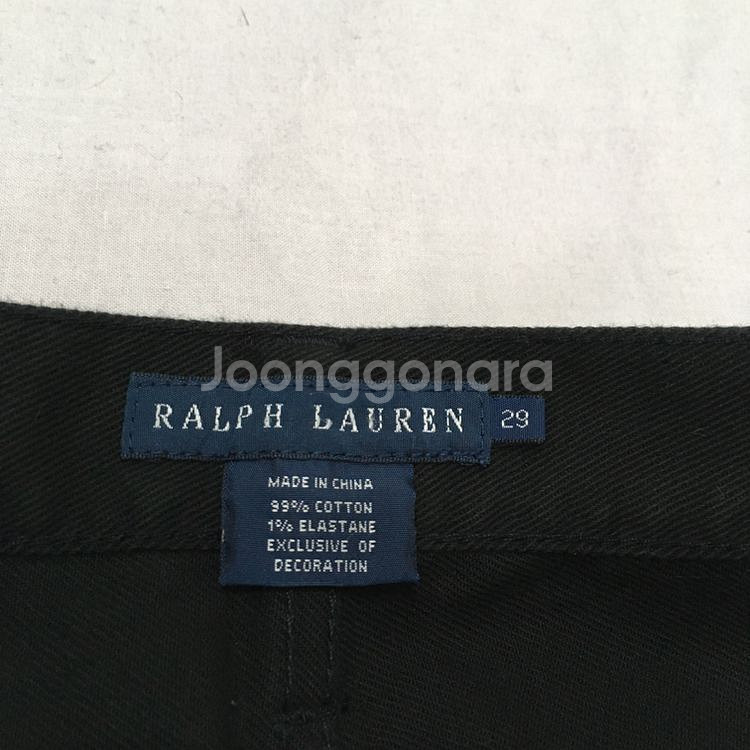 Joonggonara
RALPH LAUREN 29
MADE IN CHINA
99% COTTON
1% ELASTANE
EXCLUSIVE OF
DECORATION